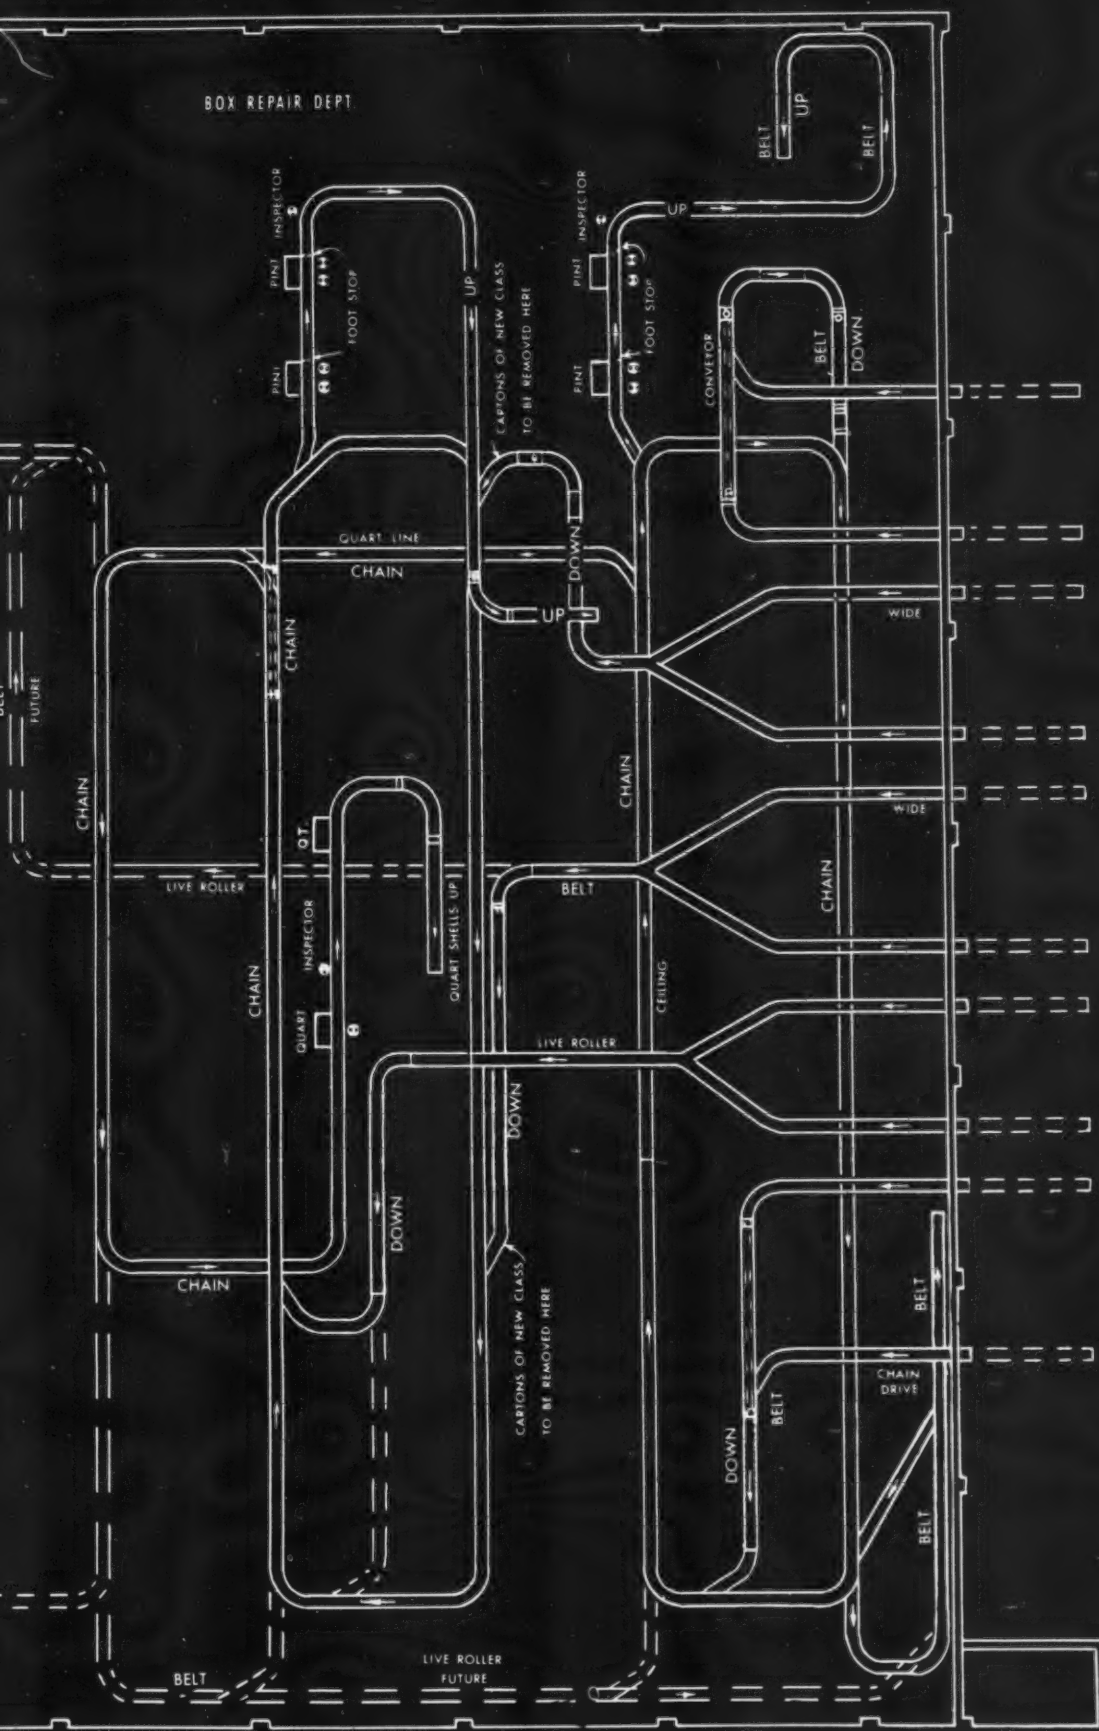 BOX REPAIR DEPT.
BELT
UP
BELT
INSPECTOR
PINT
FOOT STOP
PINT
UP
CARTONS OF NEW CLASS
TO BE REMOVED HERE
INSPECTOR
PINT
FOOT STOP
PINT
UP
CONVEYOR
BELT
DOWN
QUART LINE
CHAIN
DOWN
UP
WIDE
CHAIN
BELT
FUTURE
CHAIN
CHAIN
WIDE
QT.
LIVE ROLLER
BELT
CHAIN
INSPECTOR
QUART SHELLS UP
CHAIN
CEILING
QUART
LIVE ROLLER
DOWN
DOWN
CHAIN
CARTONS OF NEW CLASS
TO BE REMOVED HERE
BELT
CHAIN
DRIVE
BELT
DOWN
BELT
LIVE ROLLER
FUTURE
BELT